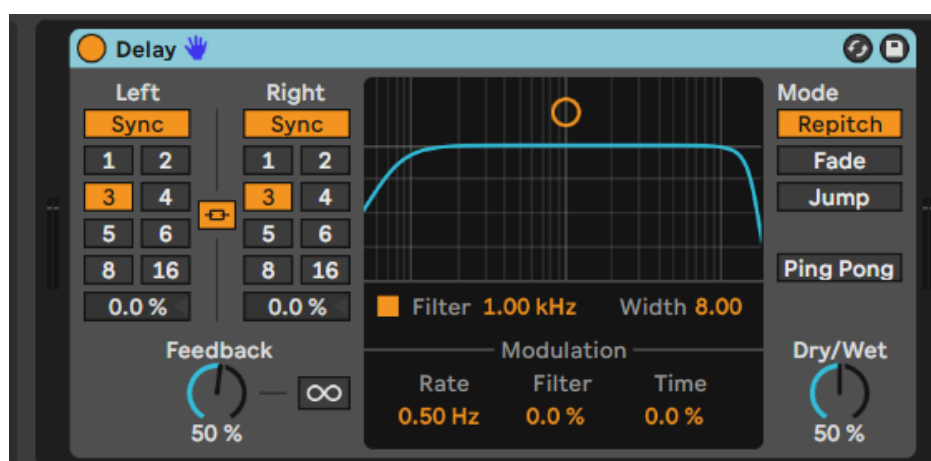 Delay
Left Right Mode
Sync Sync Repitch
1 2 1 2 Fade
3 4 3 4 Jump
5 6 5 6
8 16 8 16 Ping Pong
0.0 % 0.0 % Filter 1.00 kHz Width 8.00
Feedback Modulation Dry/Wet
Rate Filter Time
∞ 0.50 Hz 0.0 % 0.0 %
50 % 50 %